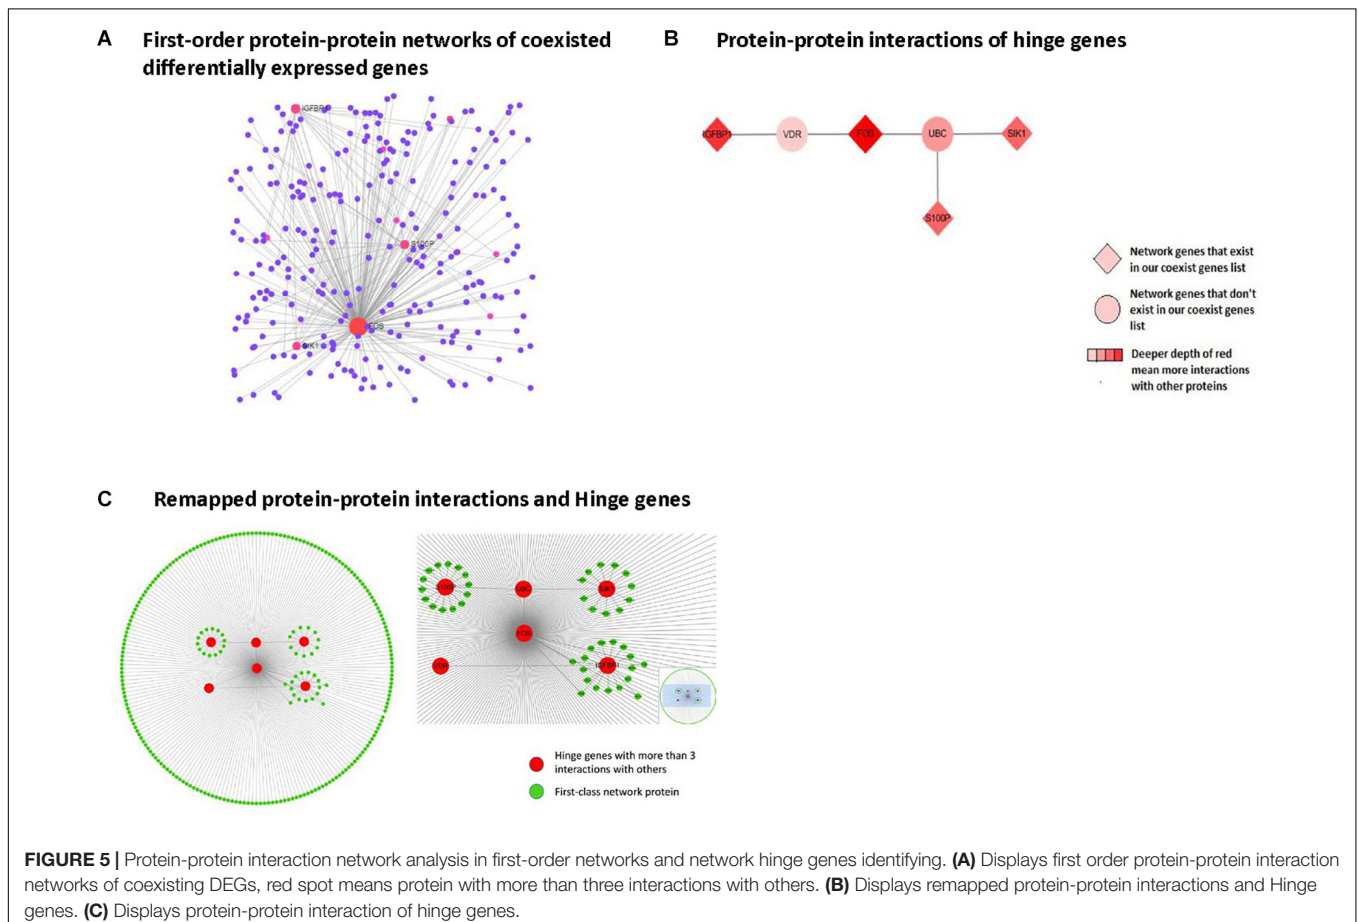 A
First-order protein-protein networks of coexisted
differentially expressed genes
IGFBP1
S100P
FOS
SIK1
B
Protein-protein interactions of hinge genes
IGFBP1
VDR
FOS
UBC
SIK1
S100P
Network genes that exist
in our coexist genes list
Network genes that don't
exist in our coexist genes
list
Deeper depth of red
mean more interactions
with other proteins
C
Remapped protein-protein interactions and Hinge genes
S100P
UBC
SIK1
FOS
VDR
IGFBP1
Hinge genes with more than 3
interactions with others
First-class network protein
FIGURE 5 | Protein-protein interaction network analysis in first-order networks and network hinge genes identifying. (A) Displays first order protein-protein interaction
networks of coexisting DEGs, red spot means protein with more than three interactions with others. (B) Displays remapped protein-protein interactions and Hinge
genes. (C) Displays protein-protein interaction of hinge genes.